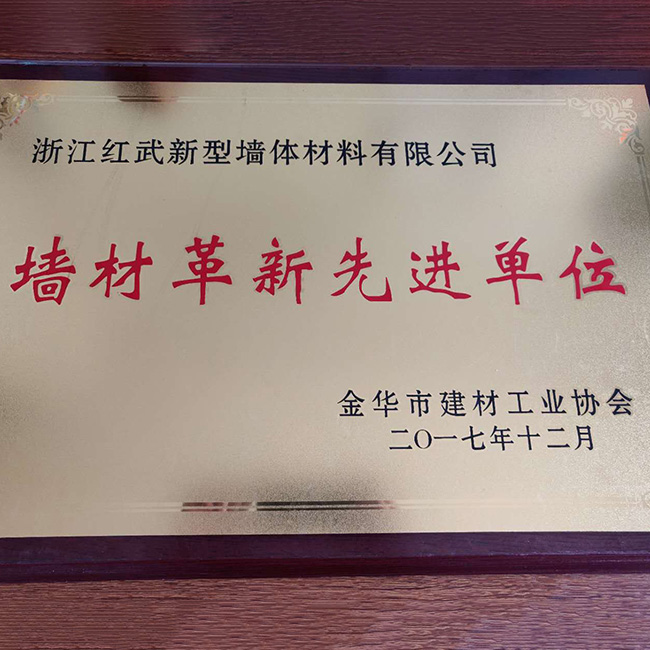 浙江红武新型墙体材料有限公司
墙材革新先进单位
金华市建材工业协会
二〇一七年十二月